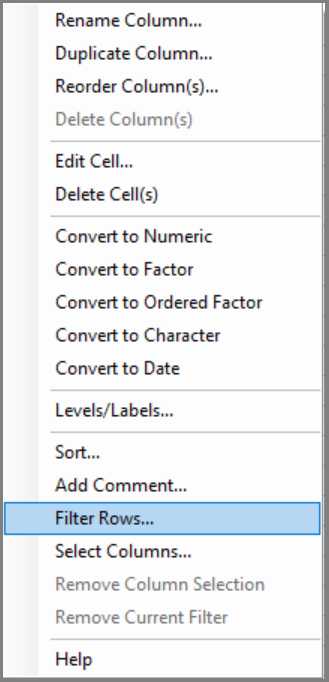 Rename Column...
Duplicate Column...
Reorder Column(s)...
Delete Column(s)
Edit Cell...
Delete Cell(s)
Convert to Numeric
Convert to Factor
Convert to Ordered Factor
Convert to Character
Convert to Date
Levels/Labels...
Sort...
Add Comment...
Filter Rows...
Select Columns...
Remove Column Selection
Remove Current Filter
Help